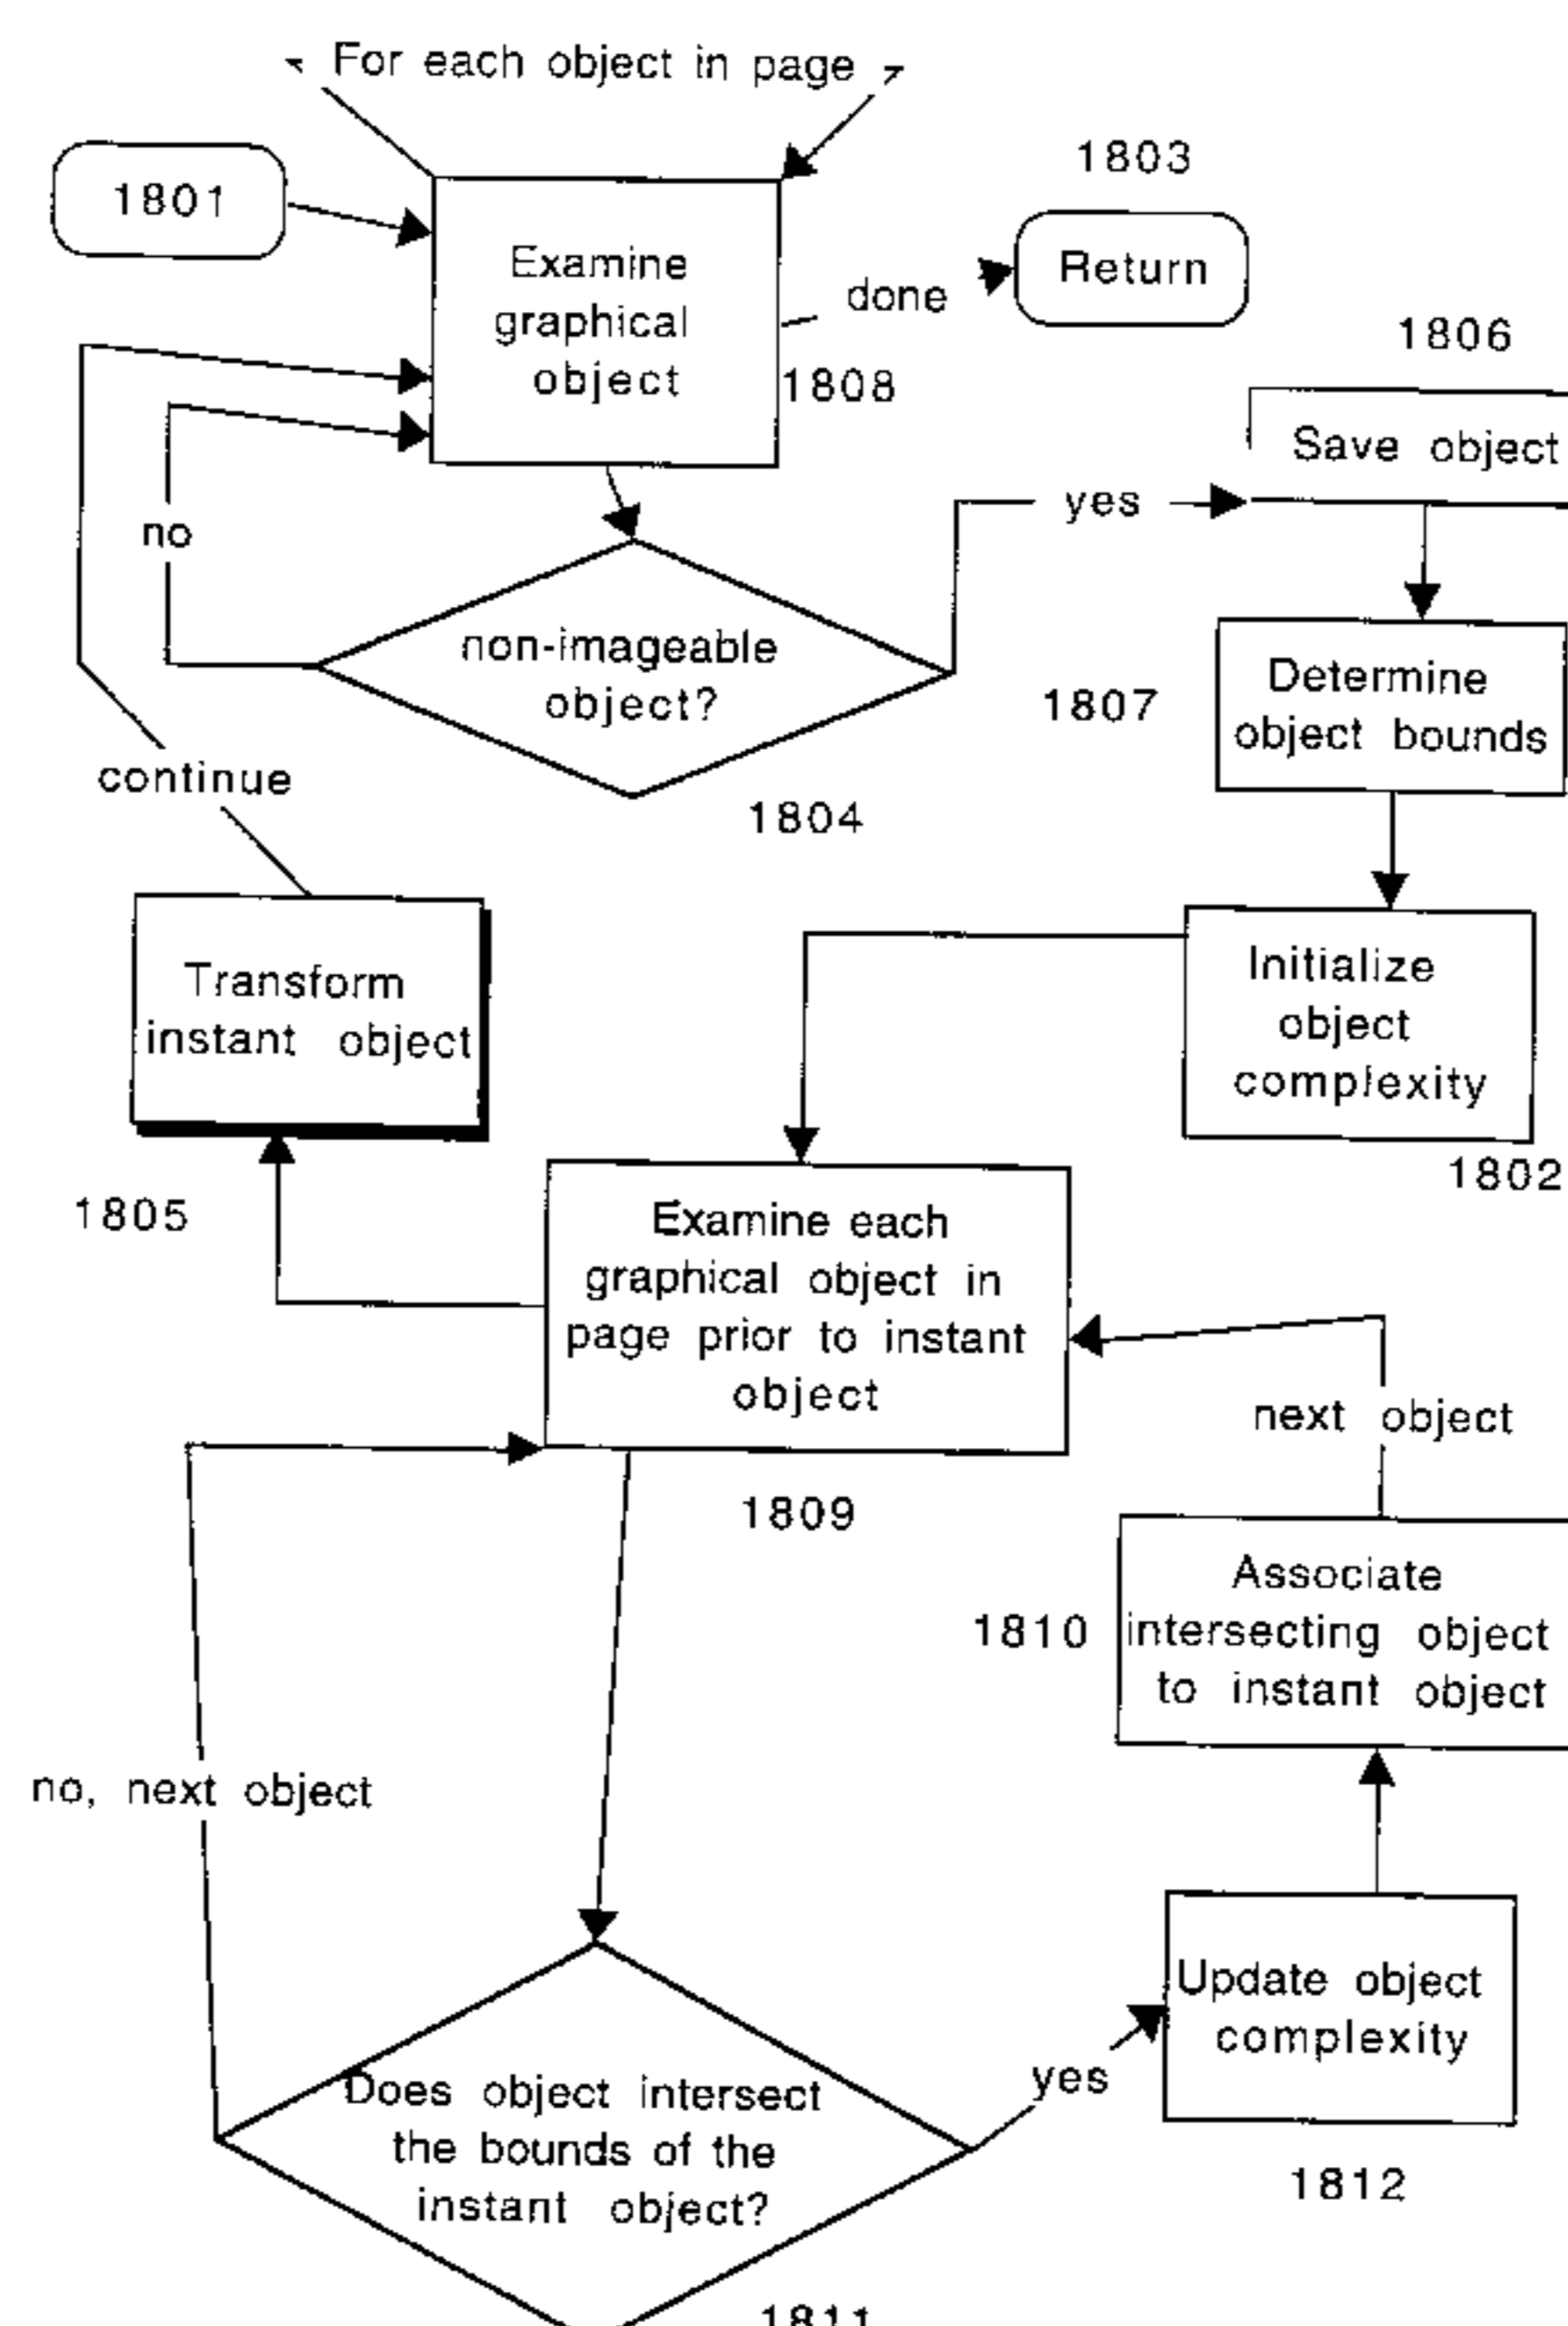 For each object in page
1801
1803
Examine
graphical
object
done
Return
1808
1806
Save object
no
yes
non-imageable
object?
1807
Determine
object bounds
continue
1804
Transform
instant object
Initialize
object
complexity
1802
1805
Examine each
graphical object in
page prior to instant
object
next object
1809
Associate
intersecting object
to instant object
1810
no, next object
Update object
complexity
yes
Does object intersect
the bounds of the
instant object?
1812
1811